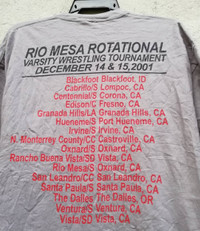 RIO MESA ROTATIONAL
VARSITY WRESTLING TOURNAMENT
DECEMBER 14 & 15, 2001
Blackfoot Blackfoot, ID
Cabrillo/S Lompoc, CA
Centennial/S Corona, CA
Edison/C Fresno, CA
Granada Hills/LA Granada Hills, CA
Hueneme/S Port Hueneme, CA
Irvine/S Irvine, CA
N. Monterrey County/CC Castroville, CA
Oxnard/S Oxnard, CA
Rancho Buena Vista/SD Vista, CA
Rio Mesa/S Oxnard, CA
San Leandro/CC San Leandro, CA
Santa Paula/S Santa Paula, CA
The Dalles The Dalles, OR
Ventura/S Ventura, CA
Vista/SD Vista, CA